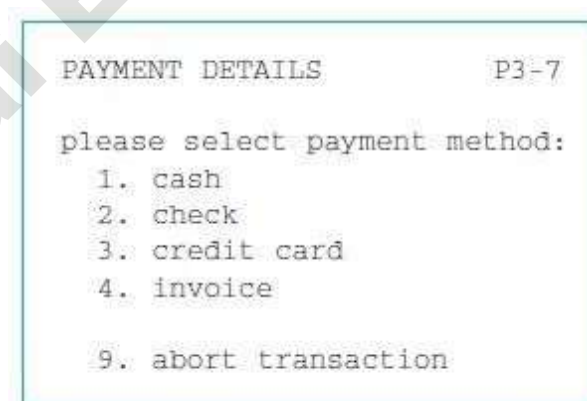 PAYMENT DETAILS P3-7
please select payment method:
1. cash
2. check
3. credit card
4. invoice
9. abort transaction